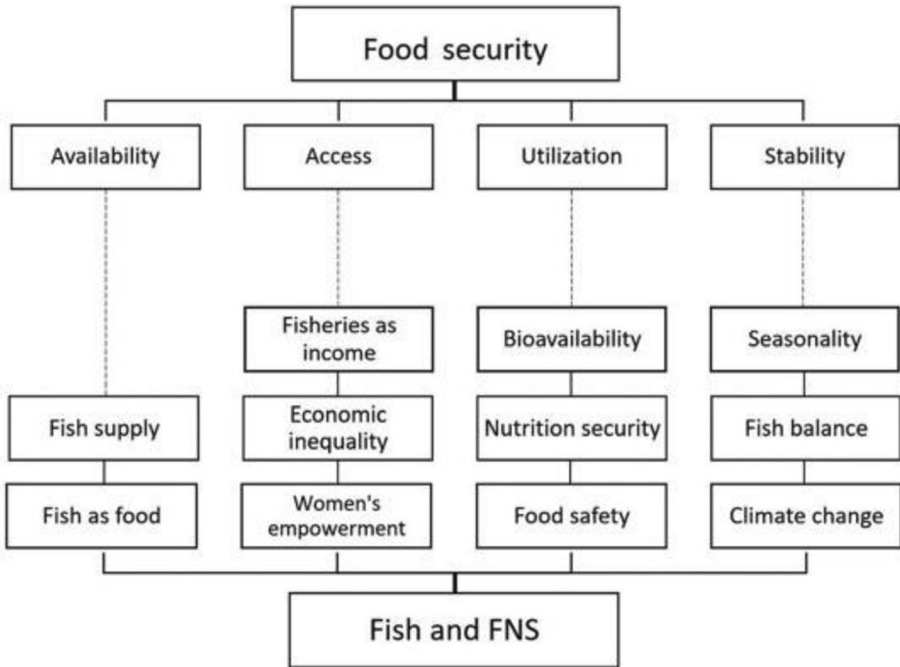 Food security
Availability
Access
Utilization
Stability
Fisheries as
income
Bioavailability
Seasonality
Fish supply
Economic
inequality
Nutrition security
Fish balance
Fish as food
Women's
empowerment
Food safety
Climate change
Fish and FNS